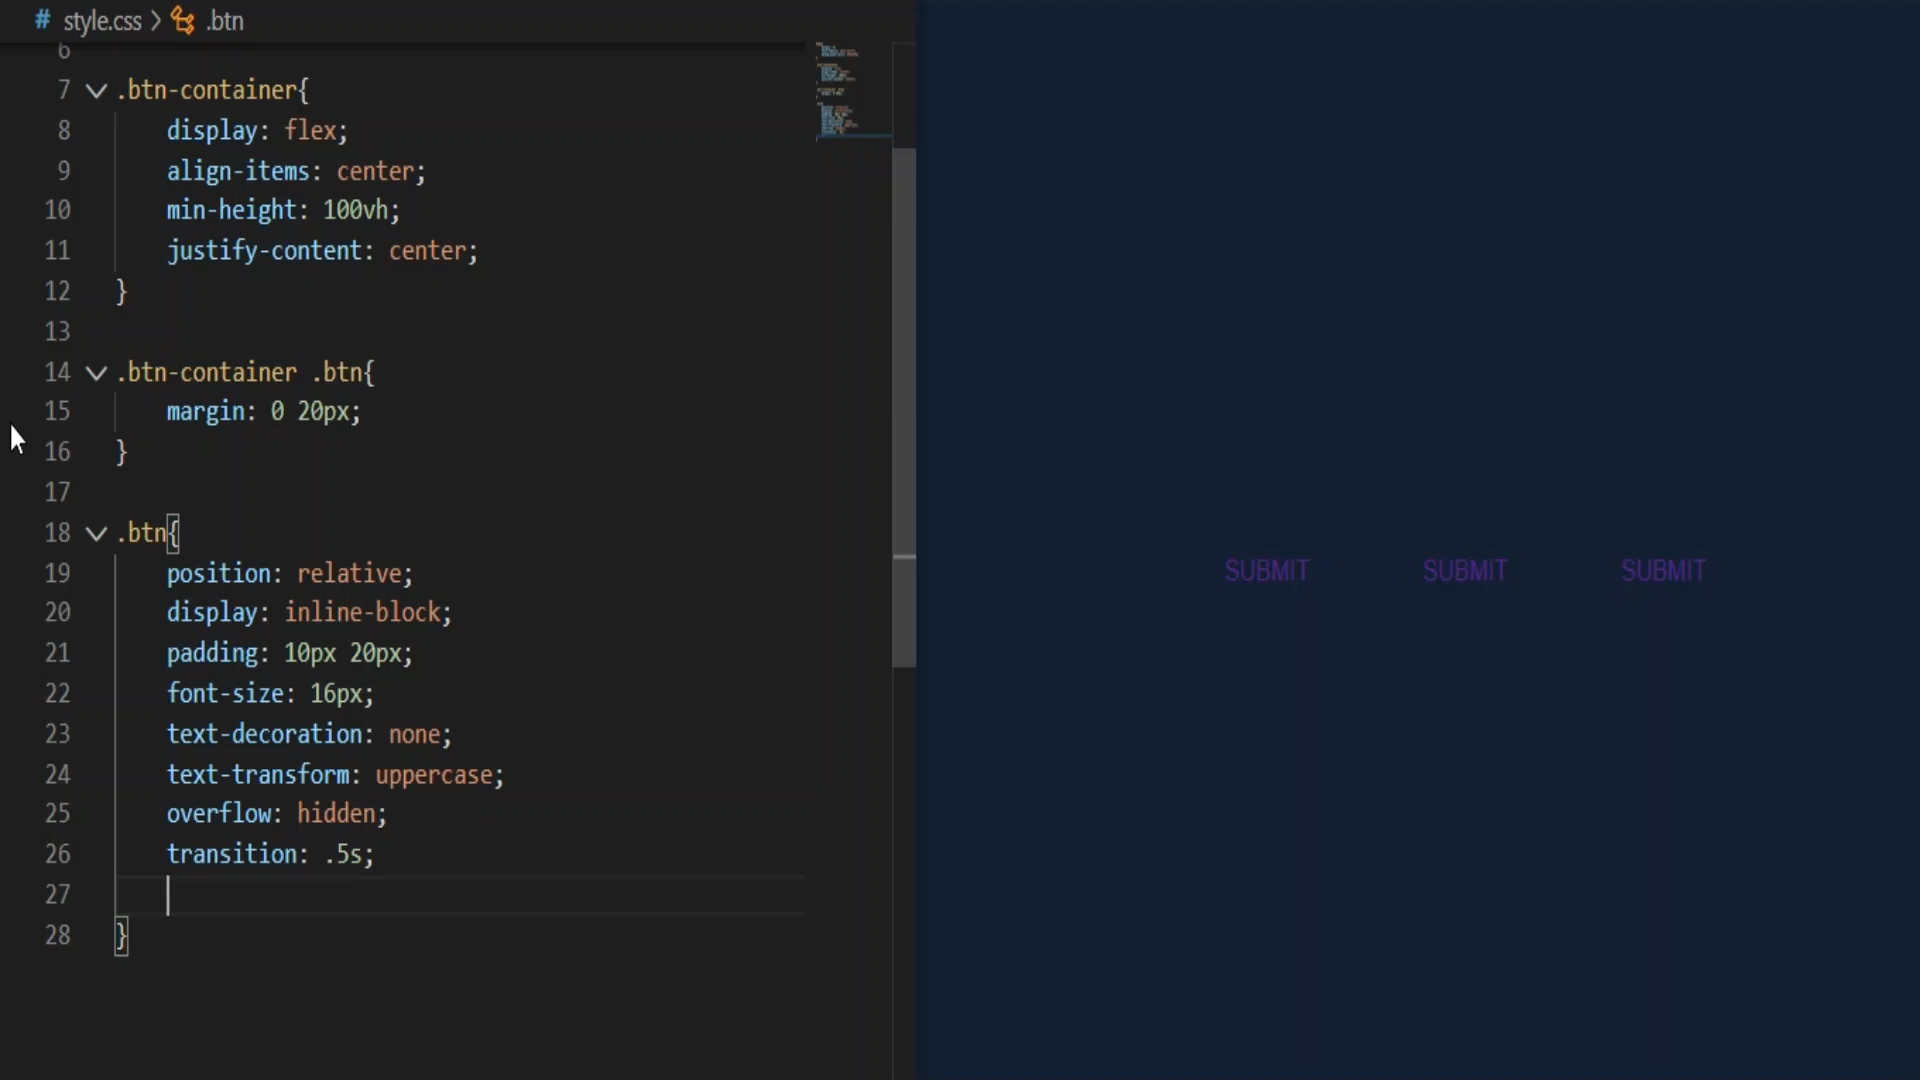 # style.css > .btn
6
7 .btn-container{
8 display: flex;
9 align-items: center;
10 min-height: 100vh;
11 justify-content: center;
12 }
13
14 .btn-container .btn{
15 margin: 0 20px;
16 }
17
18 .btn{
19 position: relative;
20 display: inline-block;
21 padding: 10px 20px;
22 font-size: 16px;
23 text-decoration: none;
24 text-transform: uppercase;
25 overflow: hidden;
26 transition: .5s;
27
28 }
SUBMIT SUBMIT SUBMIT